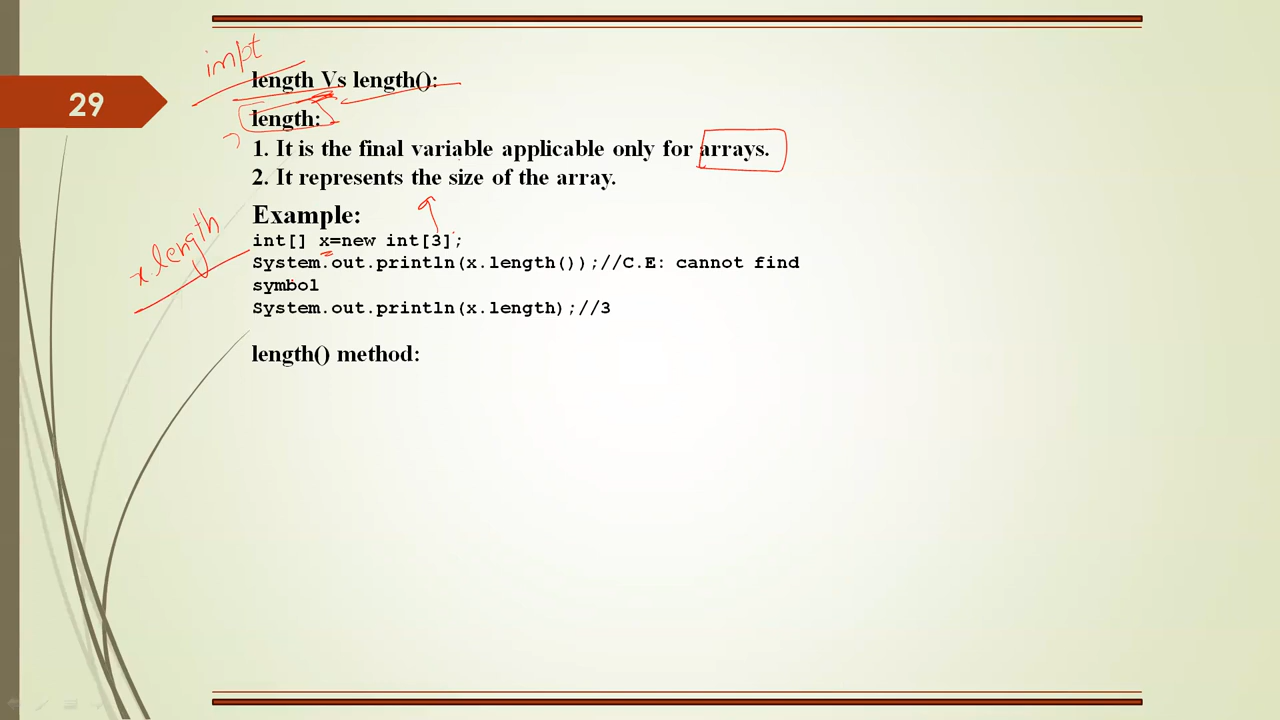 impt
length Vs length():
29
length:
1. It is the final variable applicable only for arrays.
2. It represents the size of the array.
x.length
Example:
int[] x=new int[3];
System.out.println(x.length());//C.E: cannot find
symbol
System.out.println(x.length);//3
length() method: